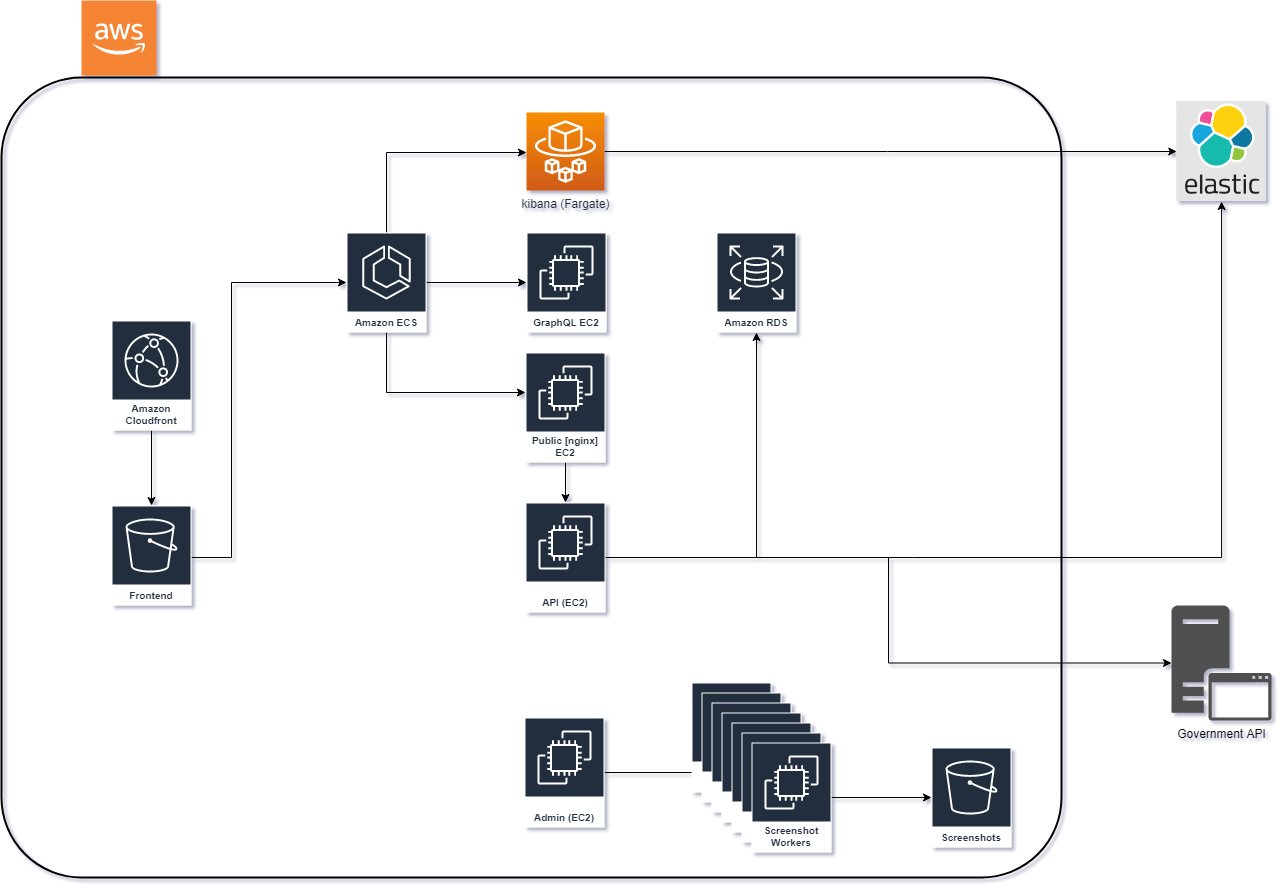 aws
elastic
kibana (Fargate)
Amazon ECS
GraphQL EC2
Amazon RDS
Amazon
Cloudfront
Public [nginx]
EC2
Frontend
API (EC2)
Government API
Admin (EC2)
Screenshot
Workers
Screenshots